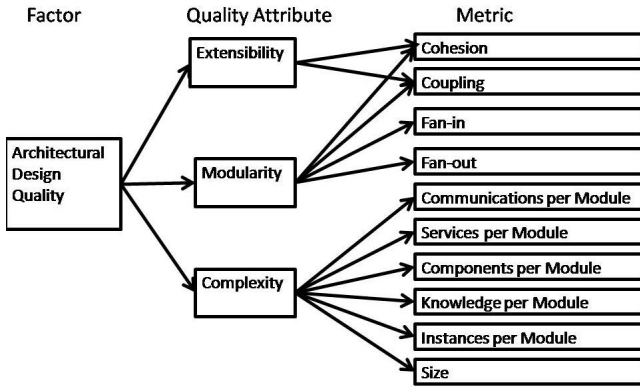 Factor
Quality Attribute
Metric
Architectural
Design
Quality
Extensibility
Modularity
Complexity
Cohesion
Coupling
Fan-in
Fan-out
Communications per Module
Services per Module
Components per Module
Knowledge per Module
Instances per Module
Size